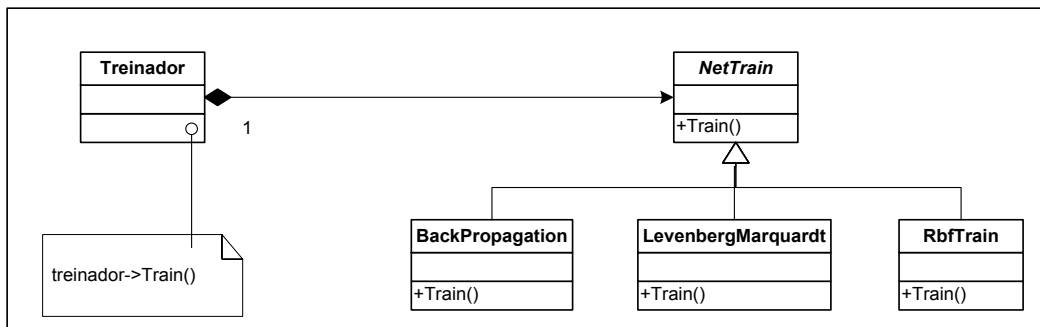 Treinador
NetTrain
1
+Train()
BackPropagation
LevenbergMarquardt
RbfTrain
treinador->Train()
+Train()
+Train()
+Train()